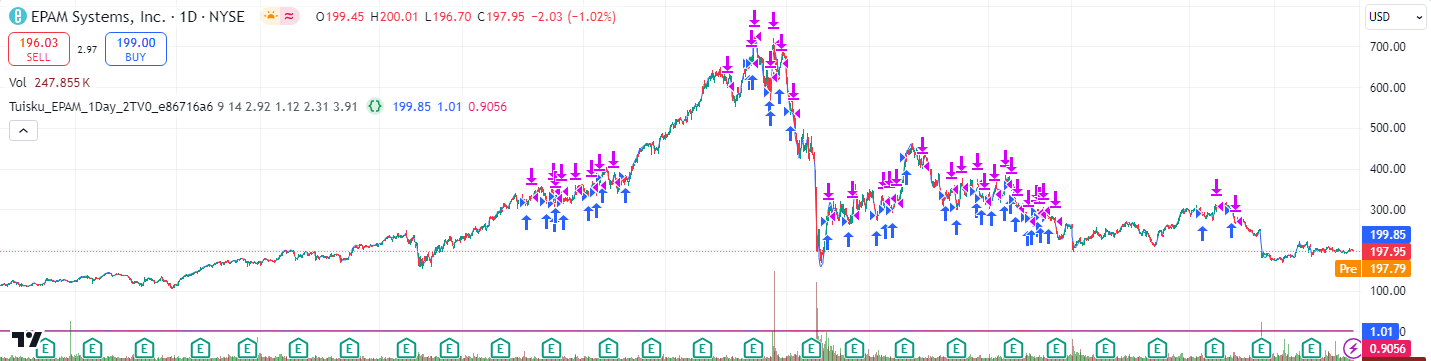 EPAM Systems, Inc. · 1D · NYSE O199.45 H200.01 L196.70 C197.95 −2.03 (−1.02%)
USD
196.03 SELL 2.97 199.00 BUY
Vol 247.855K
Tuisku_EPAM_1Day_2TV0_e86716a6 9 14 2.92 1.12 2.31 3.91 {} 199.85 1.01 0.9056
700.00
600.00
500.00
400.00
300.00
199.85
197.95
Pre 197.79
100.00
1.01
0.9056
E E E E E E E E E E E E E E E E E E E E E E E E E E